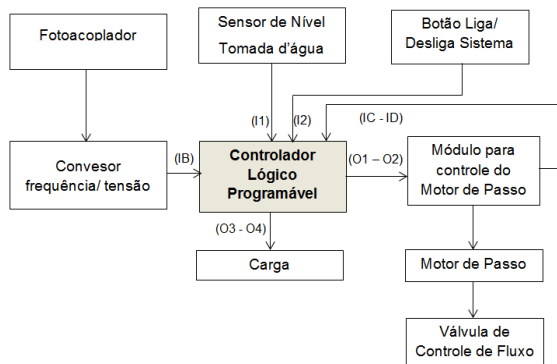 Fotoacoplador
Sensor de Nível
Tomada d'água
Botão Liga/
Desliga Sistema
(I1)
(I2)
(IC - ID)
Convesor
frequência/ tensão
(IB)
Controlador
Lógico
Programável
(O1 – O2)
Módulo para
controle do
Motor de Passo
(O3 - O4)
Carga
Motor de Passo
Válvula de
Controle de Fluxo